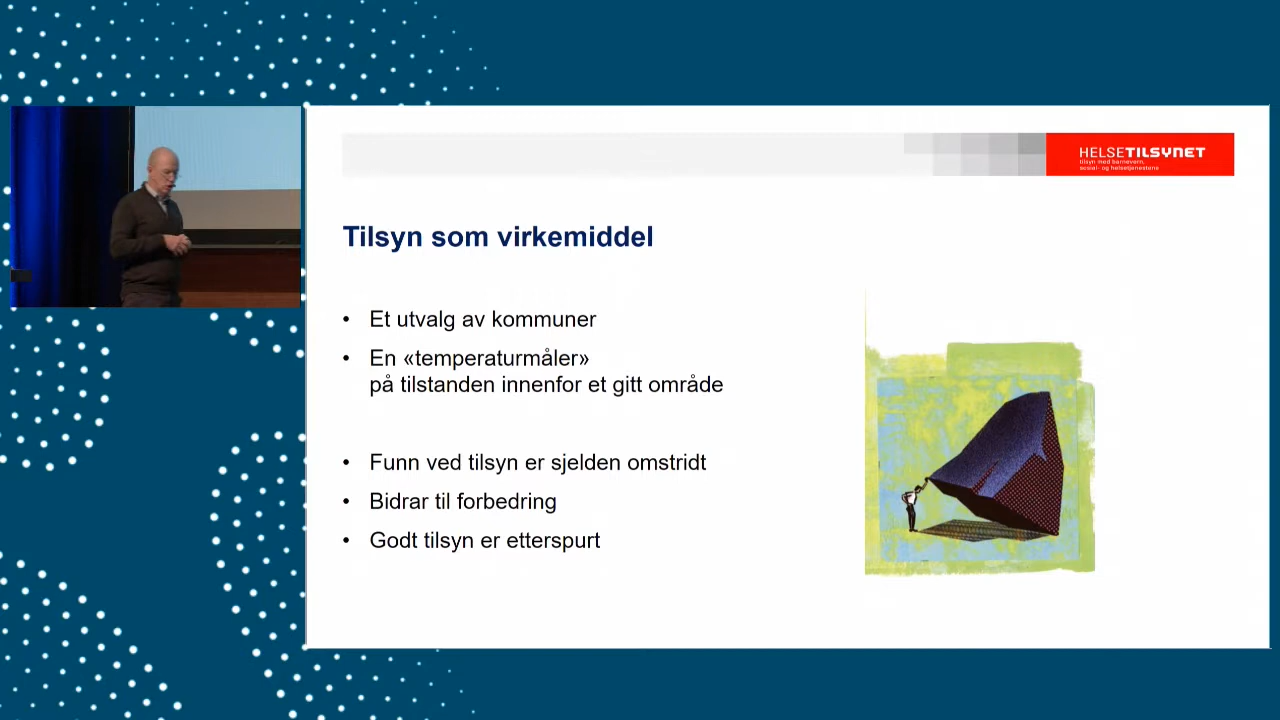 HELSETILSYNET
tilsyn med barnevern,
sosial- og helsetjenestene
Tilsyn som virkemiddel
• Et utvalg av kommuner
• En «temperaturmåler»
på tilstanden innenfor et gitt område
• Funn ved tilsyn er sjelden omstridt
• Bidrar til forbedring
• Godt tilsyn er etterspurt